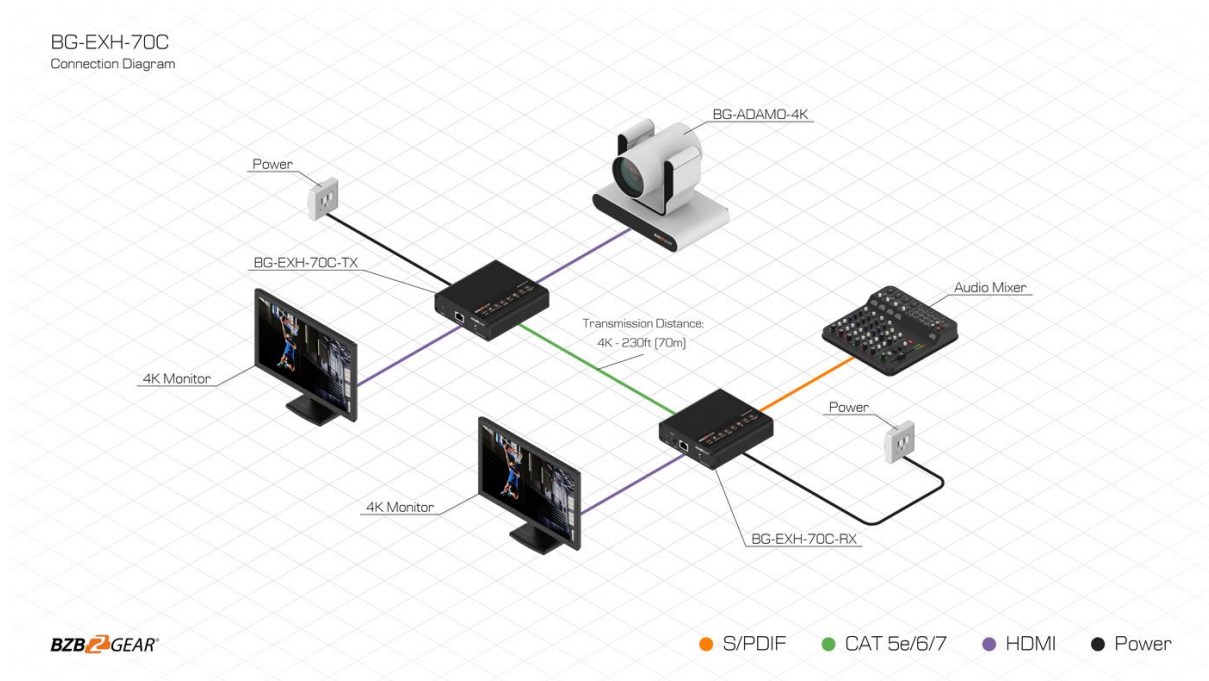 BG-EXH-70C
Connection Diagram
BG-ADAMO-4K
Power
BG-EXH-70C-TX
Audio Mixer
Transmission Distance:
4K - 230ft (70m)
4K Monitor
Power
4K Monitor
BG-EXH-70C-RX
BZBGEAR®
S/PDIF
CAT 5e/6/7
HDMI
Power